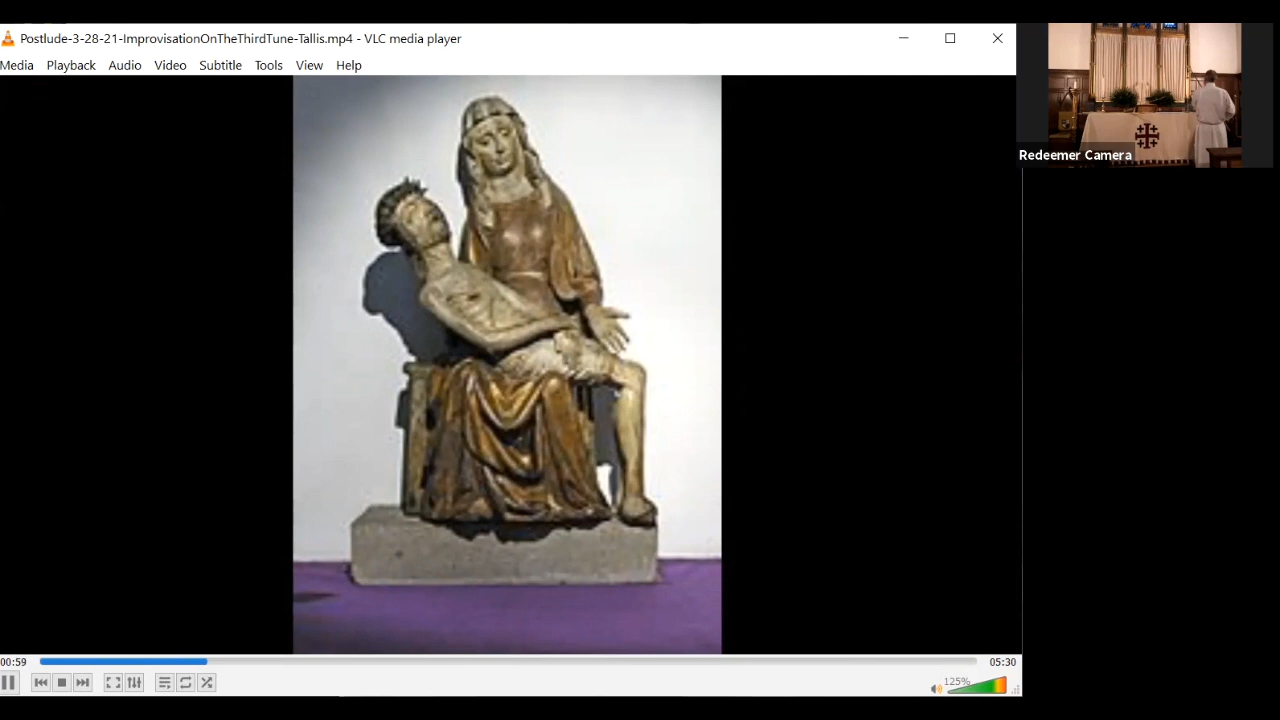 Postlude-3-28-21-ImprovisationOnTheThirdTune-Tallis.mp4 - VLC media player
Media Playback Audio Video Subtitle Tools View Help
Redeemer Camera
00:59
05:30
125%